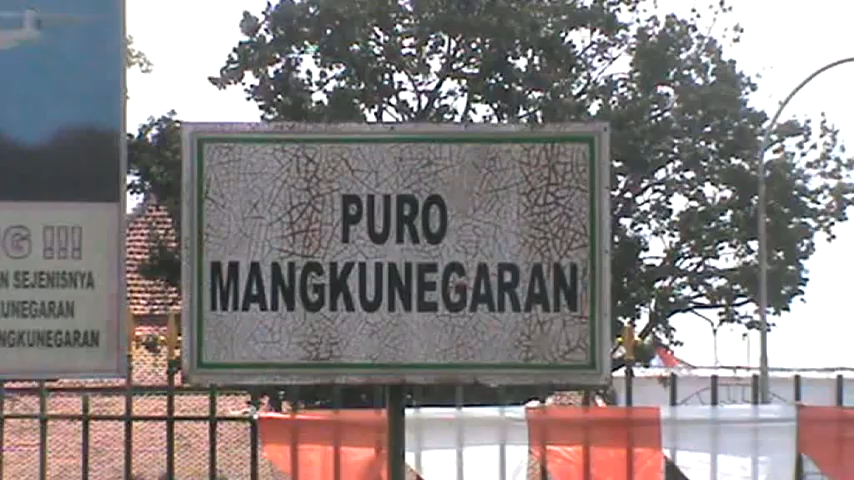 G !!!
N SEJENISNYA
UNEGARAN
NGKUNEGARAN
PURO
MANGKUNEGARAN